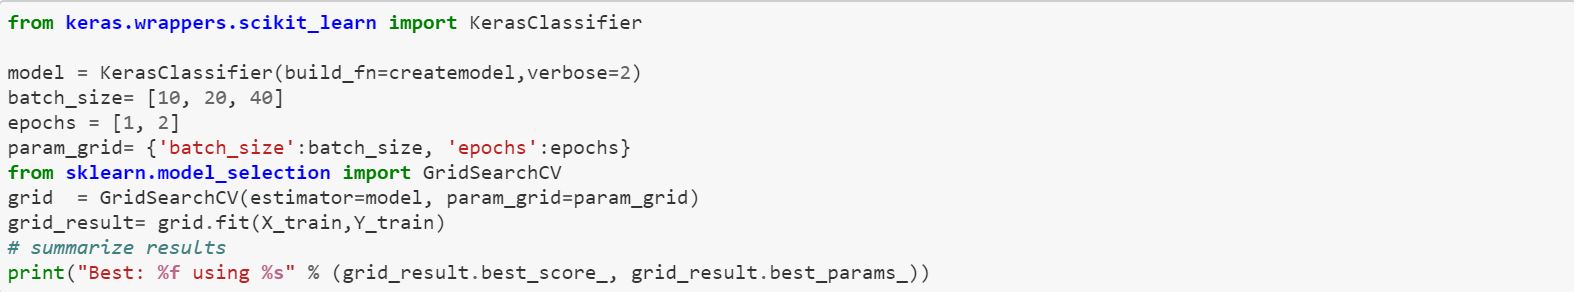 from keras.wrappers.scikit_learn import KerasClassifier
model = KerasClassifier(build_fn=createmodel,verbose=2)
batch_size= [10, 20, 40]
epochs = [1, 2]
param_grid= {'batch_size':batch_size, 'epochs':epochs}
from sklearn.model_selection import GridSearchCV
grid  = GridSearchCV(estimator=model, param_grid=param_grid)
grid_result= grid.fit(X_train,Y_train)
# summarize results
print("Best: %f using %s" % (grid_result.best_score_, grid_result.best_params_))